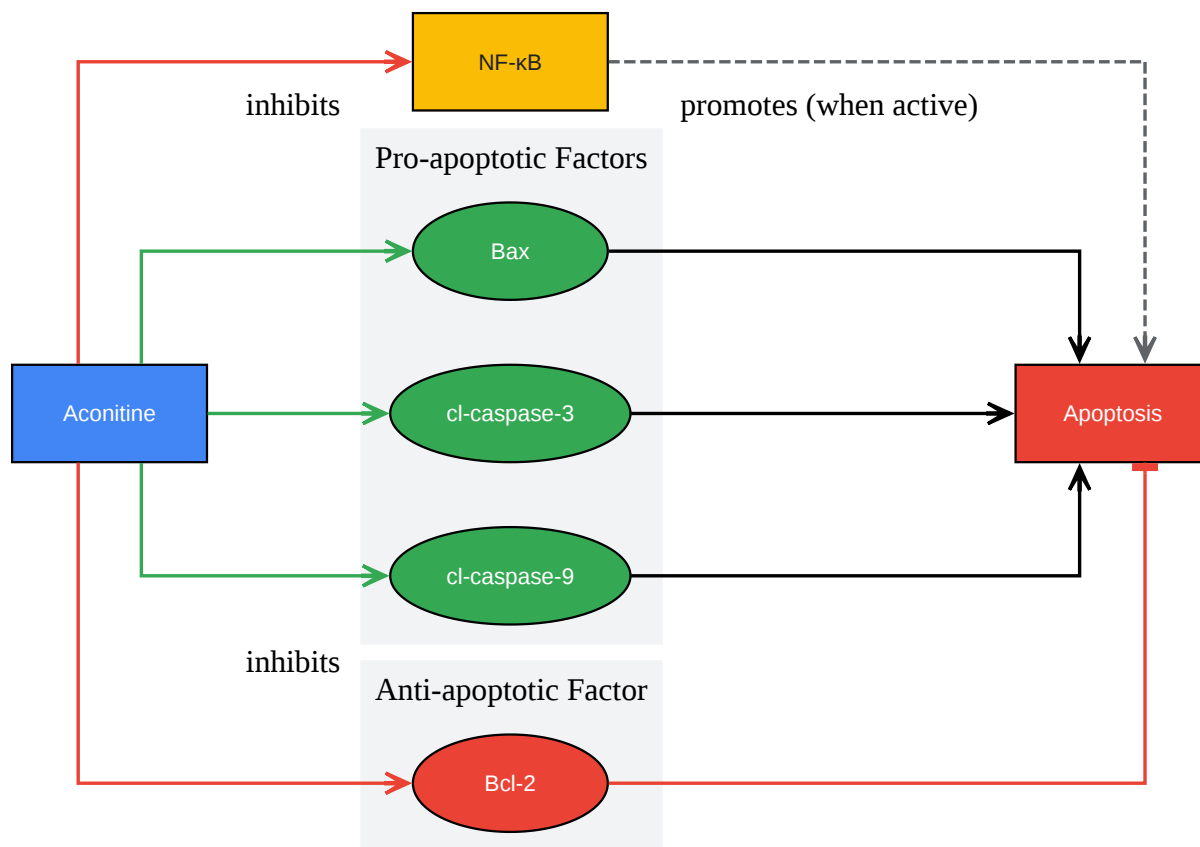 NF-κB
inhibits
promotes (when active)
Pro-apoptotic Factors
Bax
Aconitine
cl-caspase-3
Apoptosis
cl-caspase-9
inhibits
Anti-apoptotic Factor
Bcl-2